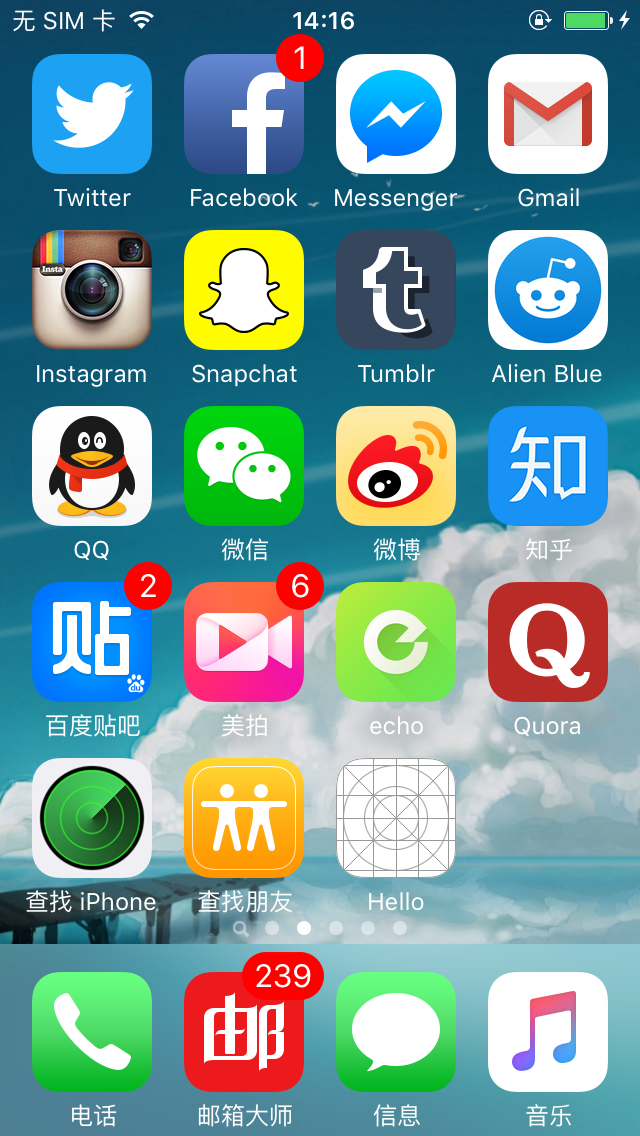 无 SIM 卡 14:16
1
Twitter Facebook Messenger Gmail
Insta
Instagram Snapchat Tumblr Alien Blue
知
QQ 微信 微博 知乎
2 6
贴
du
百度贴吧 美拍 echo Quora
查找 iPhone 查找朋友 Hello
239
邮
电话 邮箱大师 信息 音乐